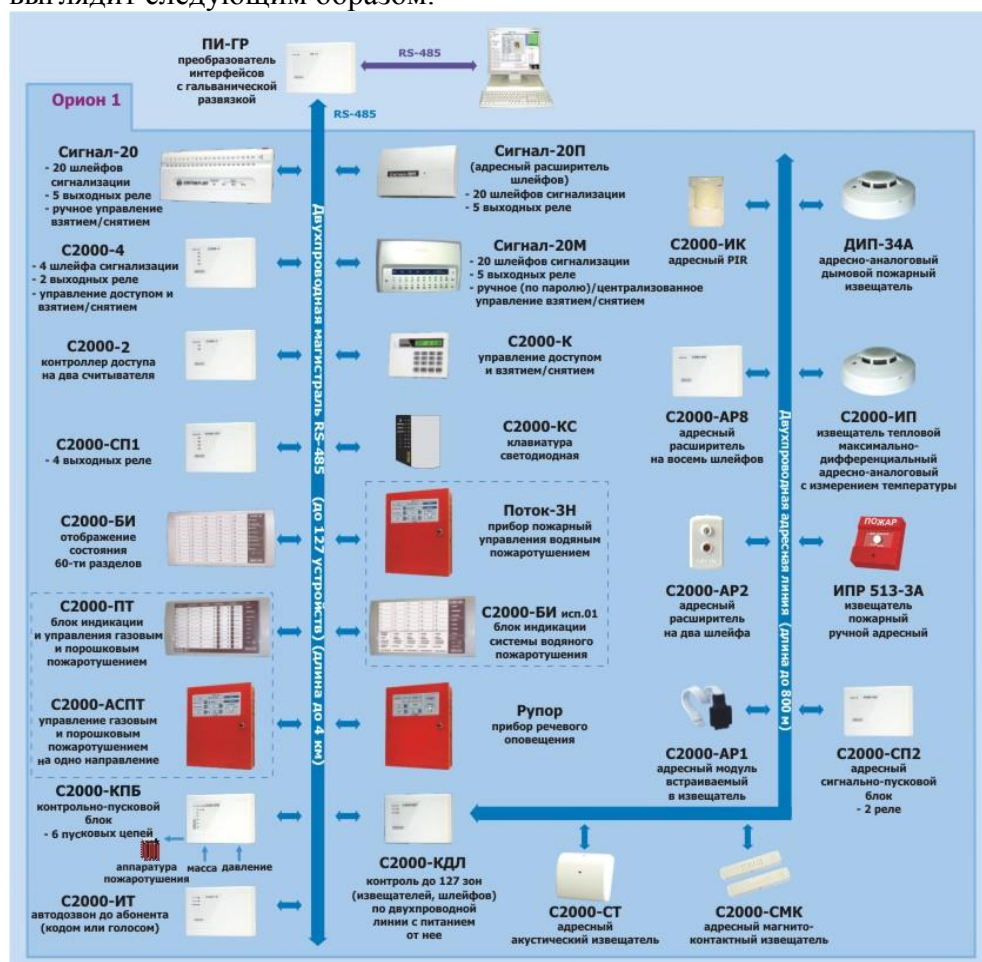 выглядит следующим образом:
ПИ-ГР
преобразователь
интерфейсов
с гальванической
развязкой
RS-485
Орион 1
RS-485
Сигнал-20
- 20 шлейфов
сигнализации
- 5 выходных реле
- ручное управление
взятием/снятием
Сигнал-20П
(адресный расширитель
шлейфов)
- 20 шлейфов сигнализации
- 5 выходных реле
С2000-ИК
адресный PIR
ДИП-34А
адресно-аналоговый
дымовой пожарный
извещатель
С2000-4
- 4 шлейфа сигнализации
- 2 выходных реле
- управление доступом и
взятием/снятием
Сигнал-20М
- 20 шлейфов сигнализации
- 5 выходных реле
- ручное (по паролю)/централизованное
управление взятием/снятием
С2000-2
контроллер доступа
на два считывателя
С2000-К
управление доступом
и взятием/снятием
С2000-АР8
адресный
расширитель
на восемь шлейфов
С2000-ИП
извещатель тепловой
максимально-
дифференциальный
адресно-аналоговый
с измерением температуры
С2000-СП1
- 4 выходных реле
С2000-КС
клавиатура
светодиодная
Двухпроводная магистраль RS-485 (до 127 устройств) (длина до 4 км)
Двухпроводная адресная линия (длина до 800 м)
С2000-БИ
отображение
состояния
60-ти разделов
Поток-3Н
прибор пожарный
управления водяным
пожаротушением
С2000-АР2
адресный
расширитель
на два шлейфа
ПОЖАР
ИПР 513-3А
извещатель
пожарный
ручной адресный
С2000-ПТ
блок индикации
и управления газовым
и порошковым
пожаротушением
С2000-БИ исп.01
блок индикации
системы водяного
пожаротушения
С2000-АСПТ
управление газовым
и порошковым
пожаротушением
на одно направление
Рупор
прибор речевого
оповещения
С2000-АР1
адресный модуль
встраиваемый
в извещатель
С2000-СП2
адресный
сигнально-пусковой
блок
- 2 реле
С2000-КПБ
контрольно-пусковой
блок
- 6 пусковых цепей
аппаратура
пожаротушения
масса
давление
С2000-КДЛ
контроль до 127 зон
(извещателей, шлейфов)
по двухпроводной
линии с питанием
от нее
С2000-СТ
адресный
акустический извещатель
С2000-СМК
адресный магнито-
контактный извещатель
С2000-ИТ
автодозвон до абонента
(кодом или голосом)